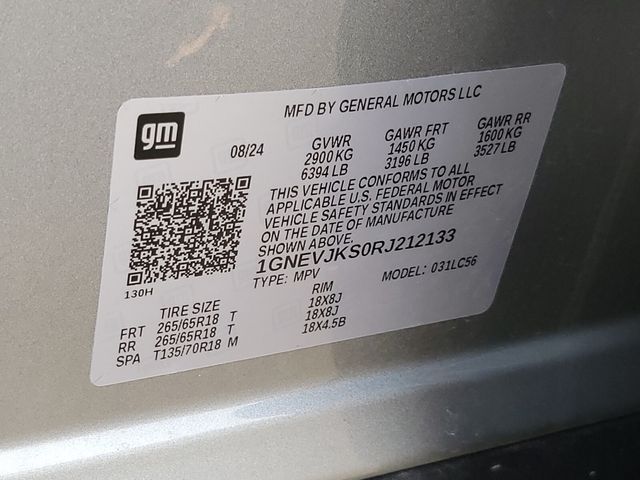 MFD BY GENERAL MOTORS LLC
gm
08/24 GVWR GAWR FRT GAWR RR
2900 KG 1450 KG 1600 KG
6394 LB 3196 LB 3527 LB
THIS VEHICLE CONFORMS TO ALL
APPLICABLE U.S. FEDERAL MOTOR
VEHICLE SAFETY STANDARDS IN EFFECT
ON THE DATE OF MANUFACTURE
SHOWN ABOVE.
1GNEVJKS0RJ212133
TYPE: MPV MODEL: 031LC56
130H
TIRE SIZE RIM
FRT 265/65R18 T 18X8J
RR 265/65R18 T 18X8J
SPA T135/70R18 M 18X4.5B